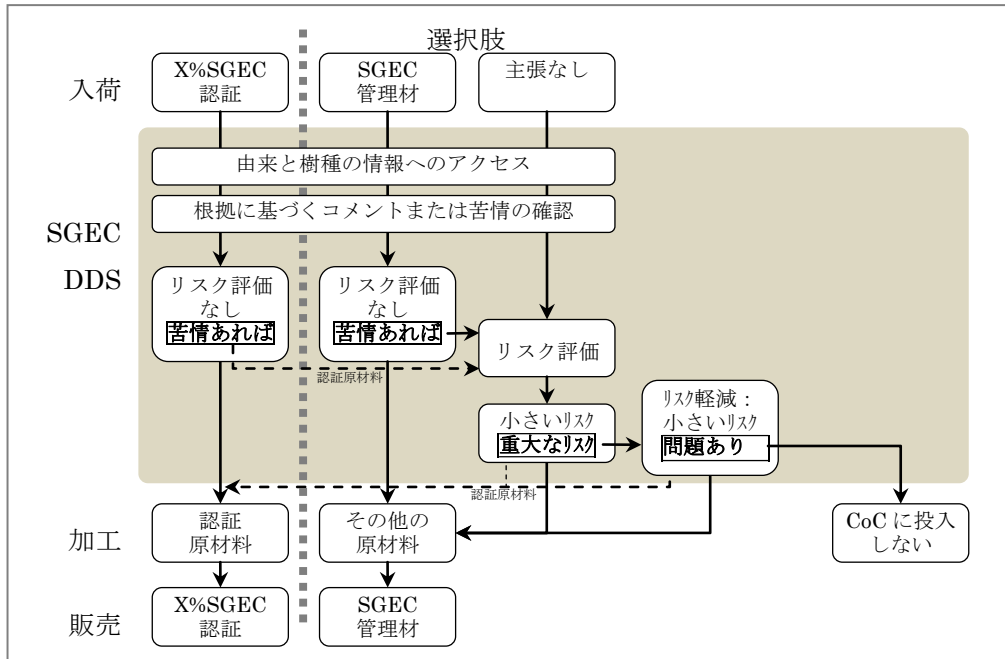 選択肢
入荷
X%SGEC
認証
SGEC
管理材
主張なし
由来と樹種の情報へのアクセス
根拠に基づくコメントまたは苦情の確認
SGEC
DDS
リスク評価
なし
苦情あれば
リスク評価
なし
苦情あれば
リスク評価
認証原材料
小さいリスク
重大なリスク
リスク軽減：
小さいリスク
問題あり
認証原材料
加工
認証
原材料
その他の
原材料
CoC に投入
しない
販売
X%SGEC
認証
SGEC
管理材